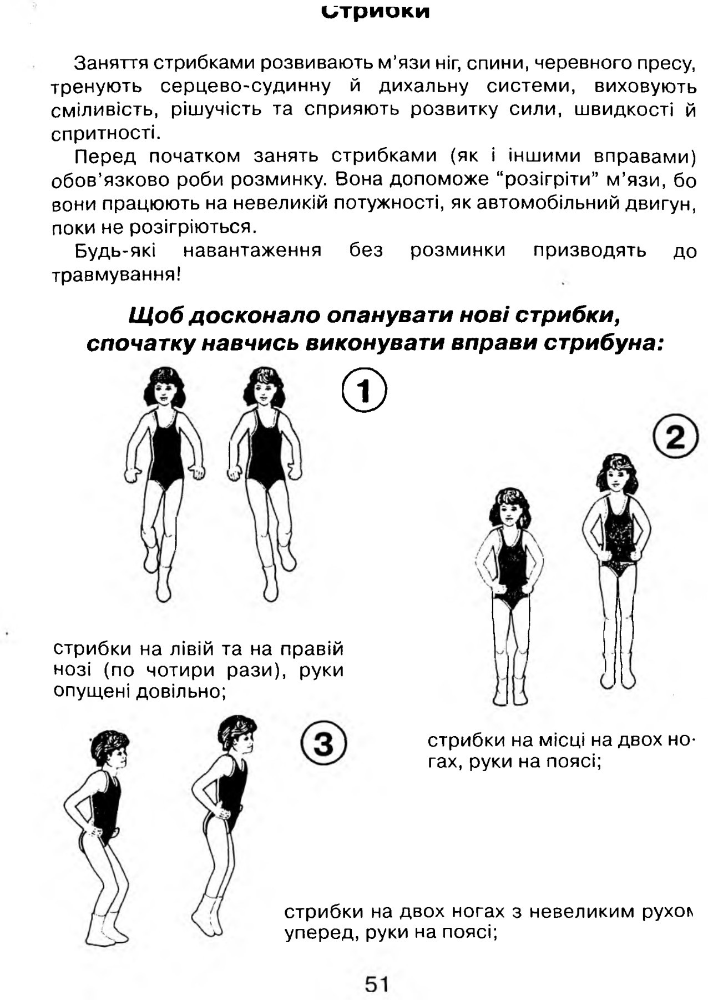 Стрибки
Заняття стрибками розвивають м’язи ніг, спини, черевного пресу,
тренують серцево-судинну й дихальну системи, виховують
сміливість, рішучість та сприяють розвитку сили, швидкості й
спритності.
Перед початком занять стрибками (як і іншими вправами)
обов’язково роби розминку. Вона допоможе “розігріти” м’язи, бо
вони працюють на невеликій потужності, як автомобільний двигун,
поки не розігріються.
Будь-які навантаження без розминки призводять до
травмування!
Щоб досконало опанувати нові стрибки,
спочатку навчись виконувати вправи стрибуна:
1
2
стрибки на лівій та на правій
нозі (по чотири рази), руки
опущені довільно;
3
стрибки на місці на двох но-
гах, руки на поясі;
стрибки на двох ногах з невеликим рухом
уперед, руки на поясі;
51